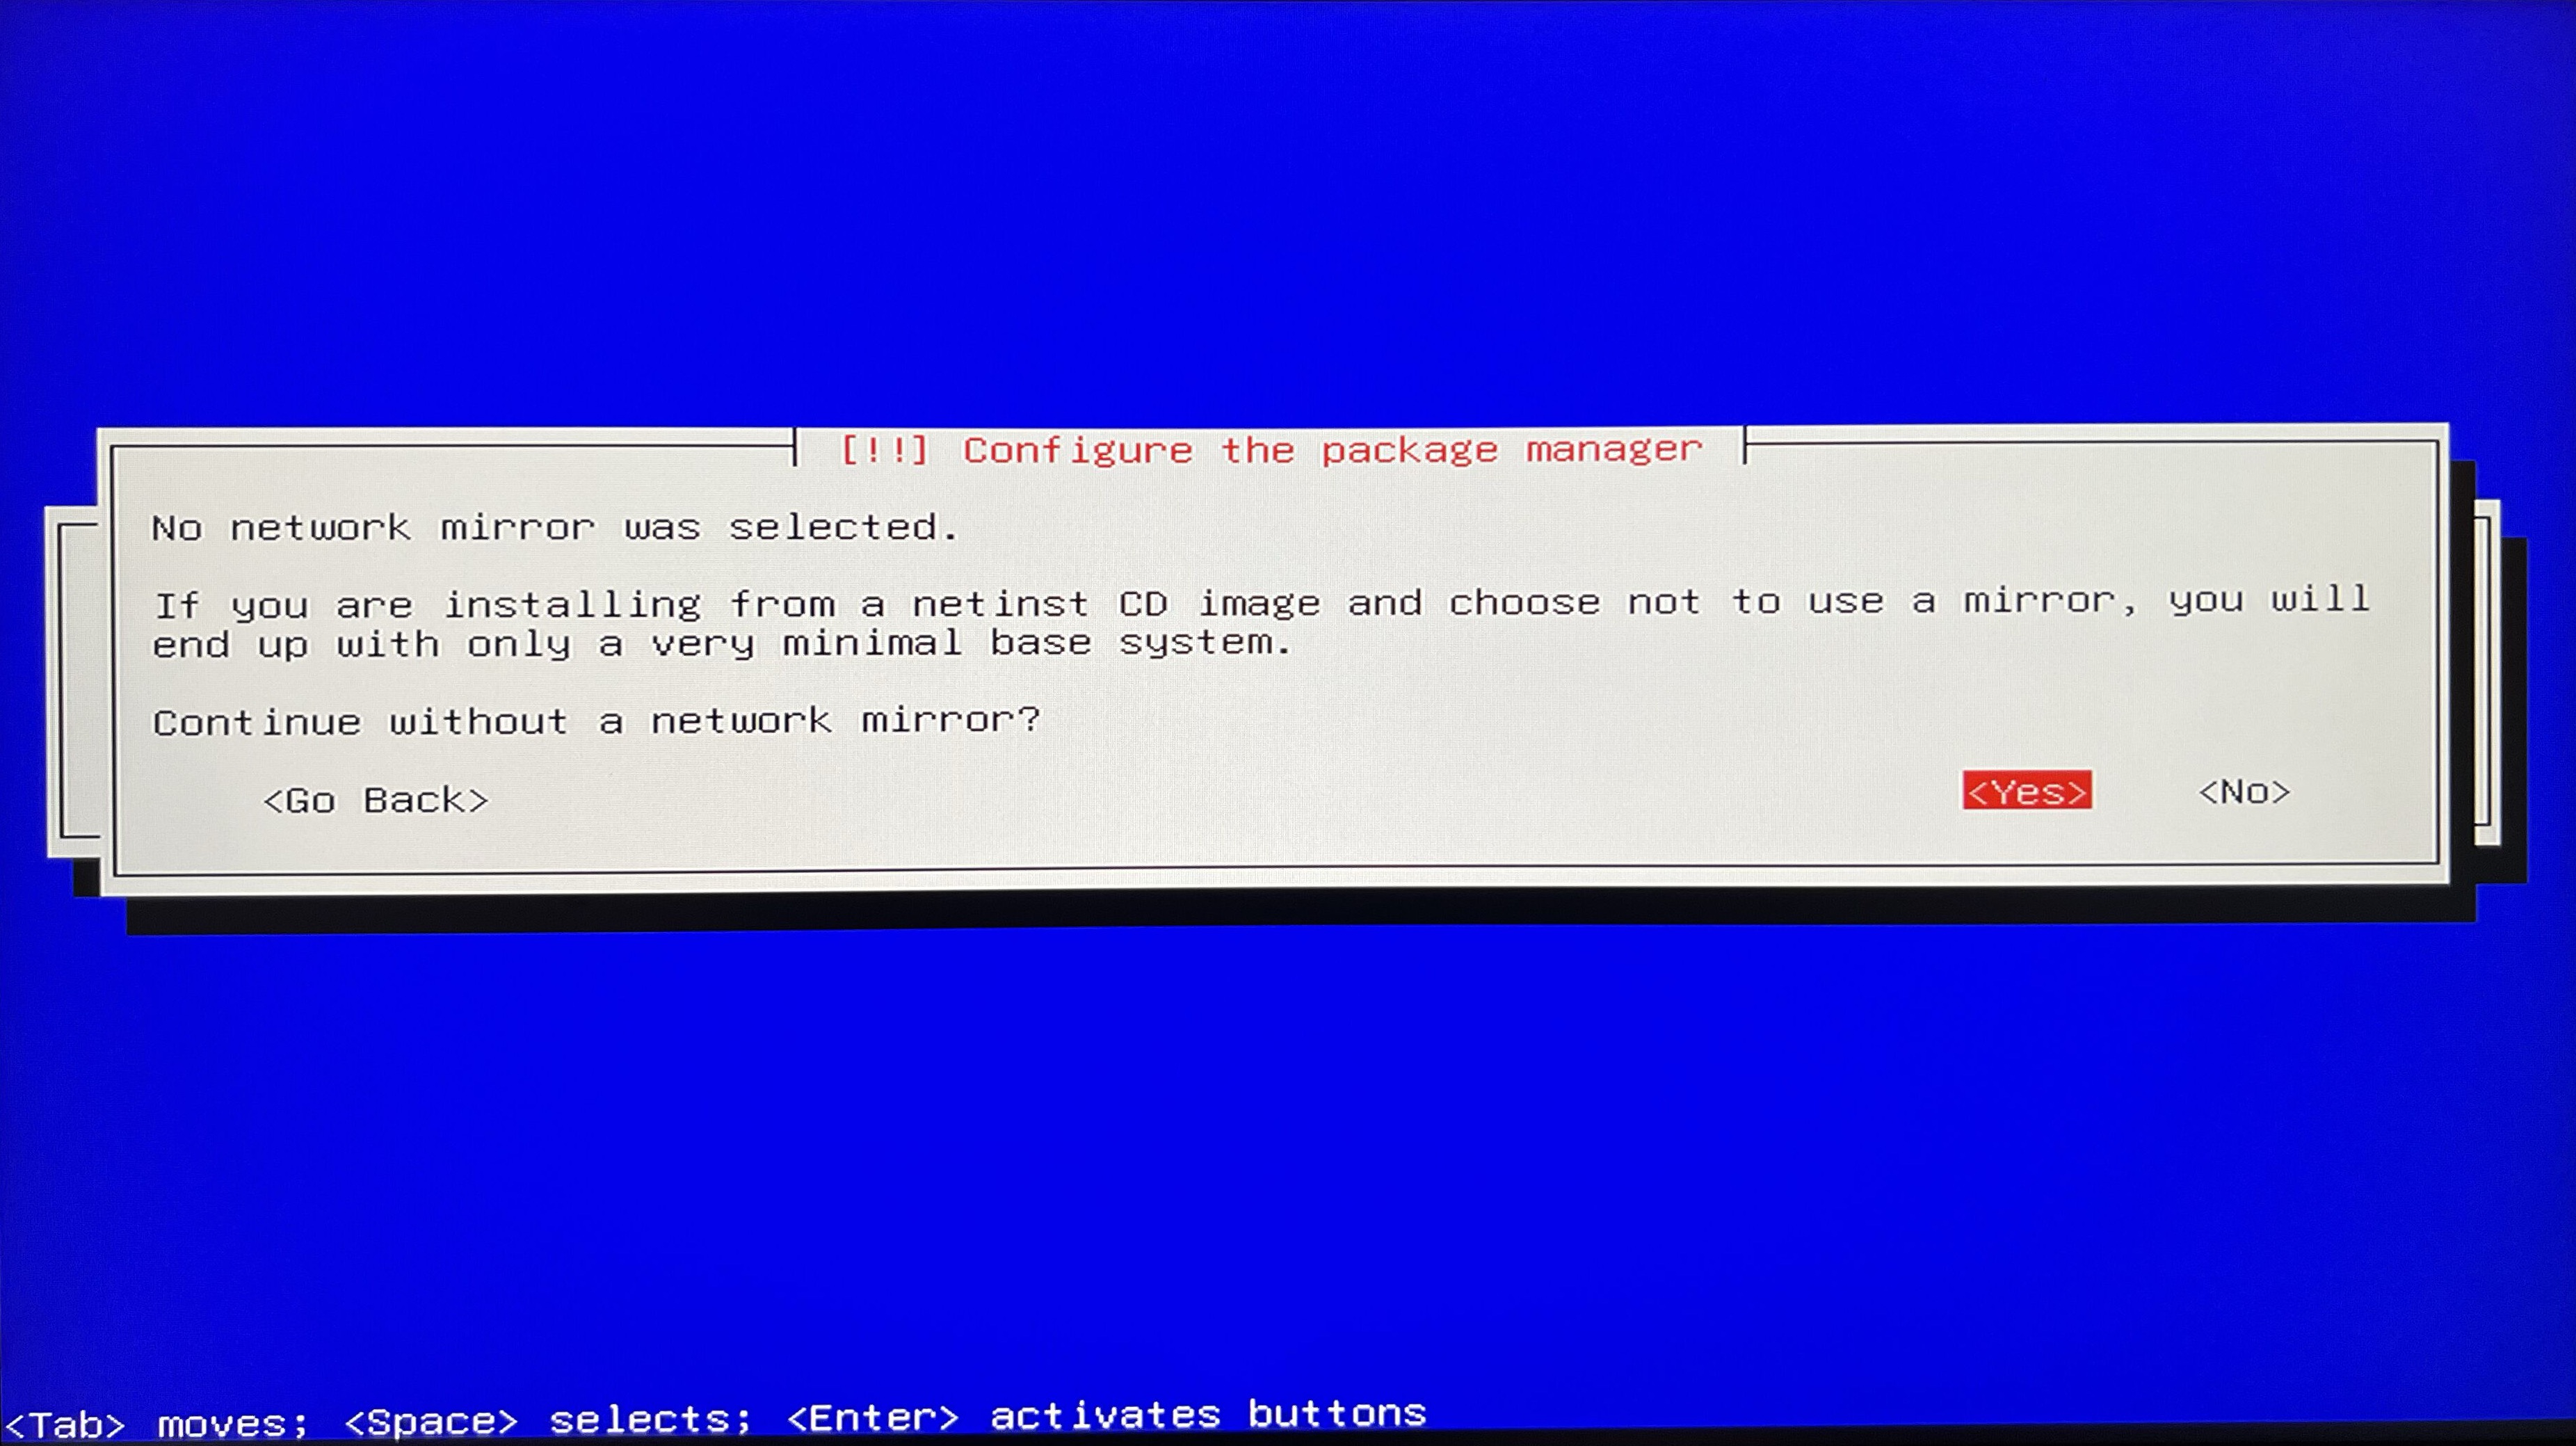 [!!] Configure the package manager
No network mirror was selected.
If you are installing from a netinst CD image and choose not to use a mirror, you will
end up with only a very minimal base system.
Continue without a network mirror?
<Go Back> <Yes> <No>
<Tab> moves; <Space> selects; <Enter> activates buttons